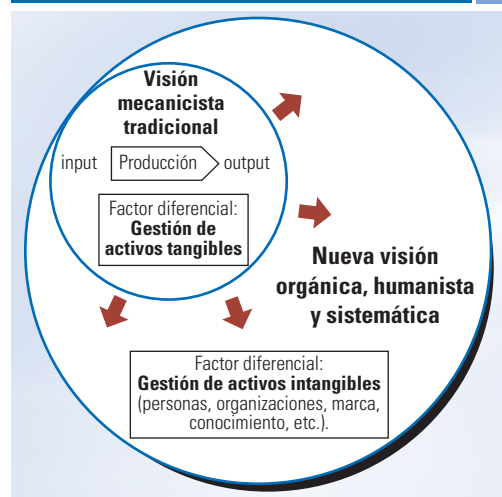 Visión
mecanicista
tradicional
input Producción output
Factor diferencial:
Gestión de
activos tangibles
Nueva visión
orgánica, humanista
y sistemática
Factor diferencial:
Gestión de activos intangibles
(personas, organizaciones, marca,
conocimiento, etc.).